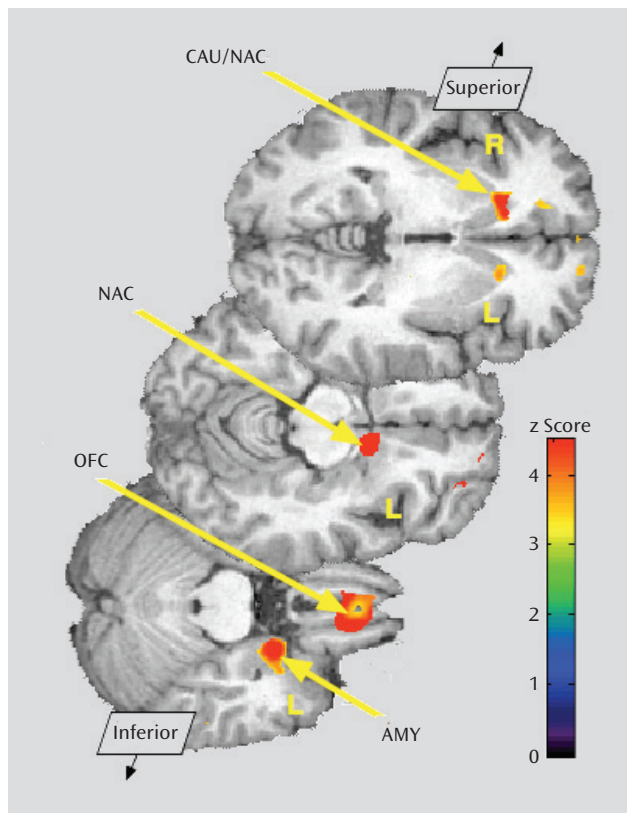 CAU/NAC
Superior
R
L
NAC
z Score
4
3
2
1
0
OFC
L
L
Inferior
AMY